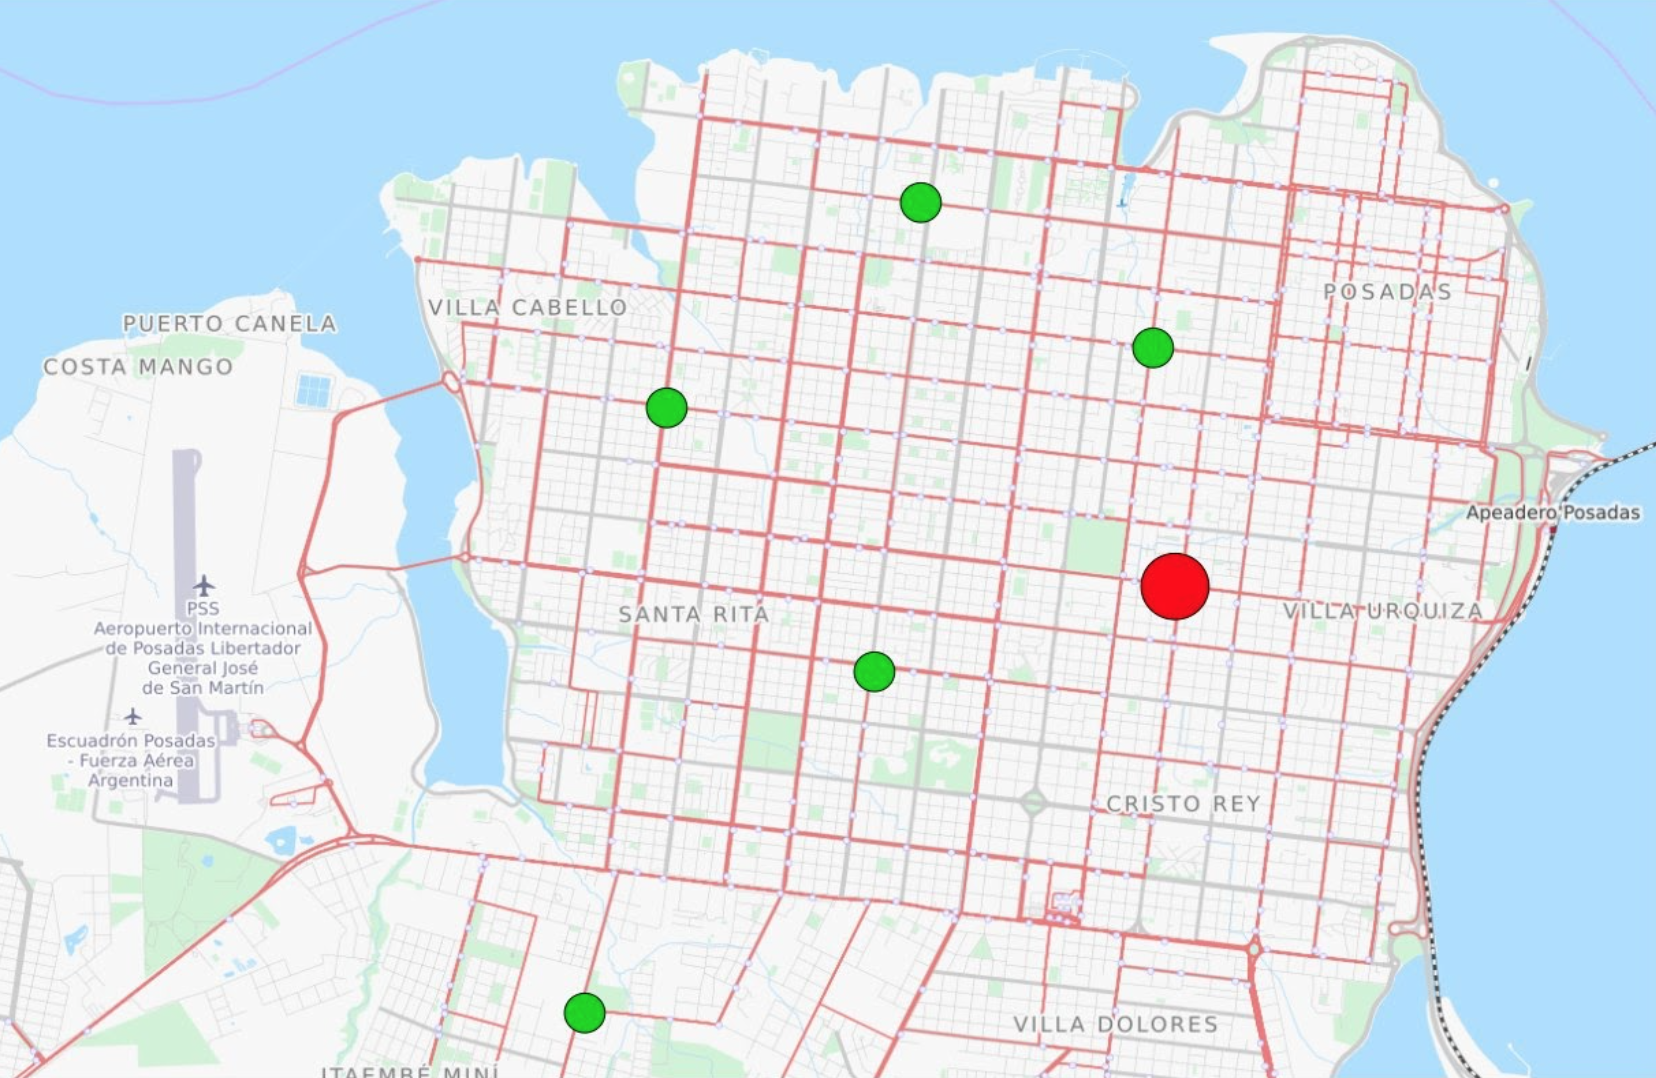 VILLA CABELLO
POSADAS
PUERTO CANELA
COSTA MANGO
Apeadero Posadas
PSS
Aeropuerto Internacional
de Posadas Libertador
General José
de San Martín
SANTA RITA
VILLA URQUIZA
Escuadrón Posadas
- Fuerza Aérea
Argentina
CRISTO REY
VILLA DOLORES
ITAEMBÉ MINÍ